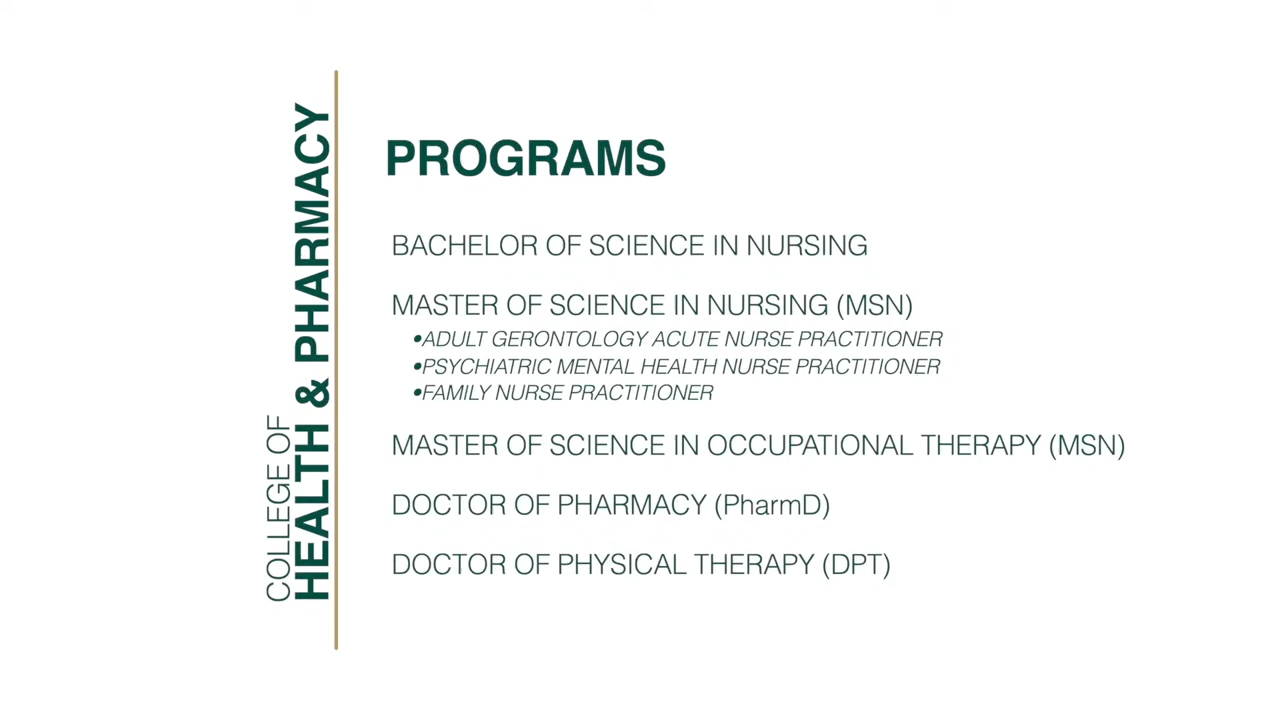 COLLEGE OF
HEALTH & PHARMACY
PROGRAMS
BACHELOR OF SCIENCE IN NURSING
MASTER OF SCIENCE IN NURSING (MSN)
•ADULT GERONTOLOGY ACUTE NURSE PRACTITIONER
•PSYCHIATRIC MENTAL HEALTH NURSE PRACTITIONER
•FAMILY NURSE PRACTITIONER
MASTER OF SCIENCE IN OCCUPATIONAL THERAPY (MSN)
DOCTOR OF PHARMACY (PharmD)
DOCTOR OF PHYSICAL THERAPY (DPT)